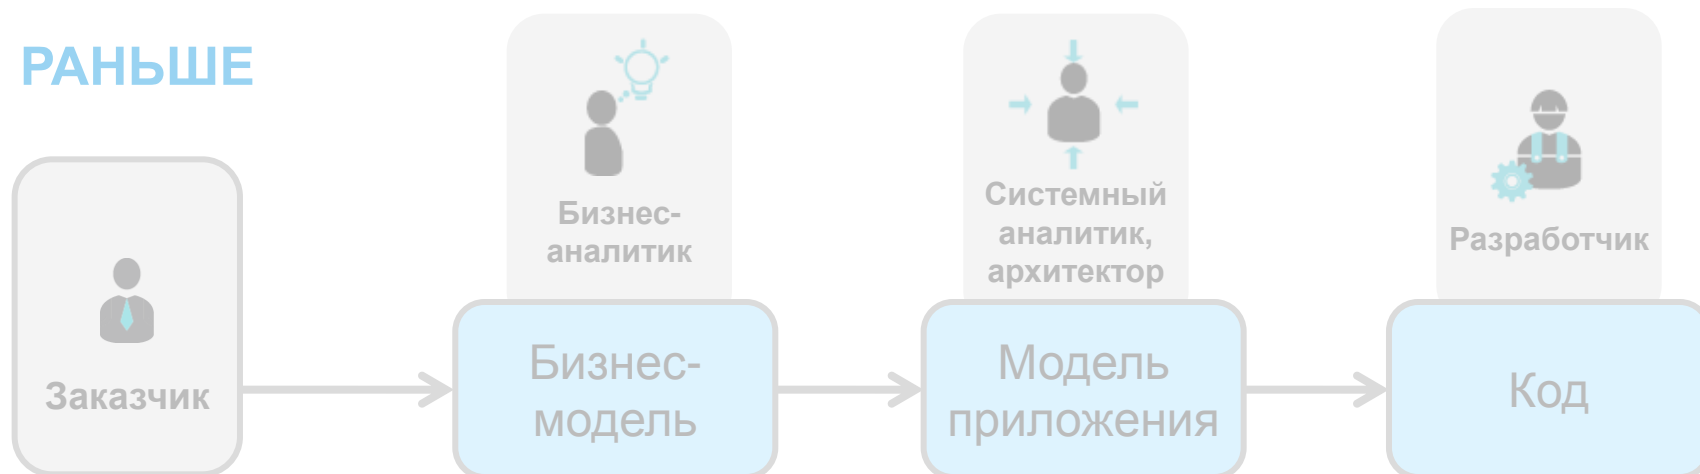 РАНЬШЕ
Бизнес-
аналитик
Системный
аналитик,
архитектор
Разработчик
Заказчик
Бизнес-
модель
Модель
приложения
Код